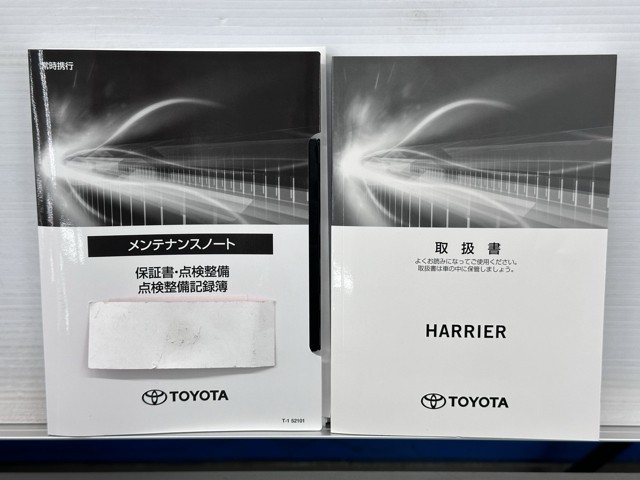 常時携行
メンテナンスノート
保証書・点検整備
点検整備記録簿
TOYOTA
T-1 52101
取扱書
よくお読みになってご使用ください。
取扱書は車の中に保管しましょう。
HARRIER
TOYOTA